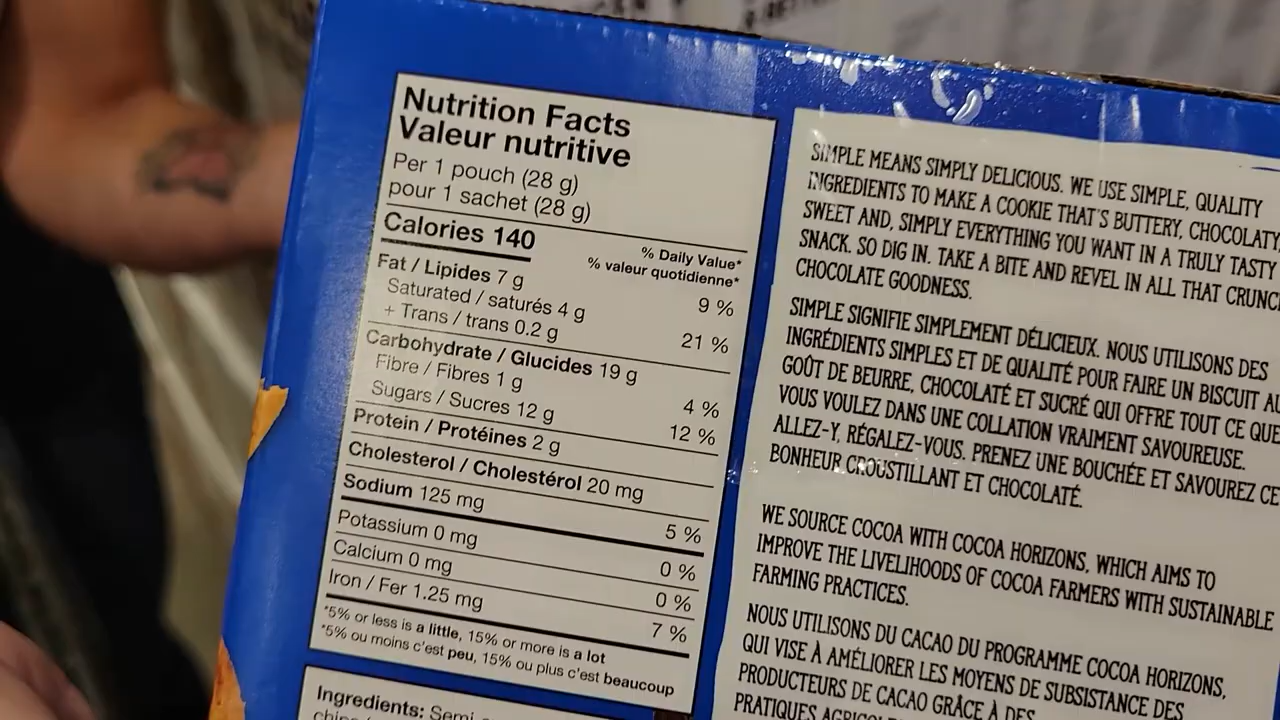 Nutrition Facts
Valeur nutritive
Per 1 pouch (28 g)
pour 1 sachet (28 g)
Calories 140
% Daily Value*
% valeur quotidienne*
Fat / Lipides 7 g 9 %
Saturated / saturés 4 g
+ Trans / trans 0.2 g 21 %
Carbohydrate / Glucides 19 g
Fibre / Fibres 1 g 4 %
Sugars / Sucres 12 g 12 %
Protein / Protéines 2 g
Cholesterol / Cholestérol 20 mg
Sodium 125 mg 5 %
Potassium 0 mg 0 %
Calcium 0 mg 0 %
Iron / Fer 1.25 mg 7 %
*5% or less is a little, 15% or more is a lot
*5% ou moins c'est peu, 15% ou plus c'est beaucoup
Ingredients:
SIMPLE MEANS SIMPLY DELICIOUS. WE USE SIMPLE, QUALITY
INGREDIENTS TO MAKE A COOKIE THAT'S BUTTERY, CHOCOLATY
SWEET AND, SIMPLY EVERYTHING YOU WANT IN A TRULY TASTY
SNACK. SO DIG IN. TAKE A BITE AND REVEL IN ALL THAT
CHOCOLATE GOODNESS.
SIMPLE SIGNIFIE SIMPLEMENT DÉLICIEUX. NOUS UTILISONS DES
INGRÉDIENTS SIMPLES ET DE QUALITÉ POUR FAIRE UN BISCUIT AU
GOÛT DE BEURRE, CHOCOLATÉ ET SUCRÉ QUI OFFRE TOUT CE QUE
VOUS VOULEZ DANS UNE COLLATION VRAIMENT SAVOUREUSE.
ALLEZ-Y, RÉGALEZ-VOUS. PRENEZ UNE BOUCHÉE ET SAVOUREZ CE
BONHEUR CROUSTILLANT ET CHOCOLATÉ.
WE SOURCE COCOA WITH COCOA HORIZONS, WHICH AIMS TO
IMPROVE THE LIVELIHOODS OF COCOA FARMERS WITH SUSTAINABLE
FARMING PRACTICES.
NOUS UTILISONS DU CACAO DU PROGRAMME COCOA HORIZONS,
QUI VISE À AMÉLIORER LES MOYENS DE SUBSISTANCE DES
PRODUCTEURS DE CACAO GRÂCE À DES
PRATIQUES